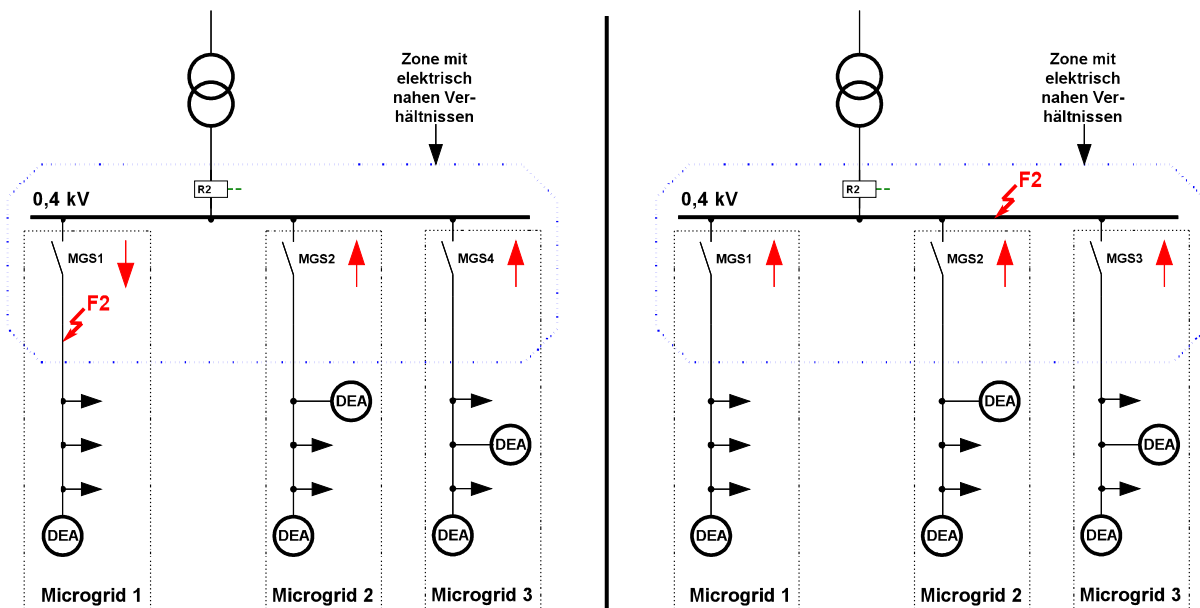 Zone mit
elektrisch
nahen Ver-
hältnissen
R2
0,4 kV
MGS1
MGS2
MGS4
F2
DEA
DEA
DEA
DEA
DEA
Microgrid 1
Microgrid 2
Microgrid 3
Zone mit
elektrisch
nahen Ver-
hältnissen
R2
F2
0,4 kV
MGS1
MGS2
MGS3
DEA
DEA
DEA
DEA
DEA
Microgrid 1
Microgrid 2
Microgrid 3